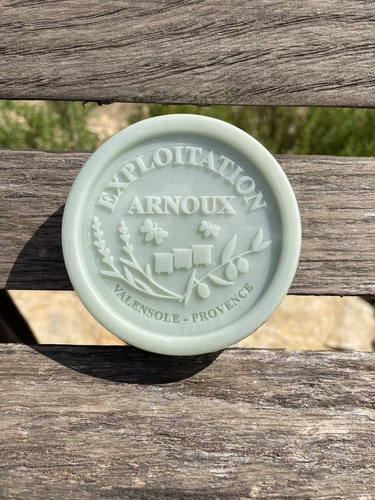 EXPLOITATION
ARNOUX
VALENSOLE - PROVENCE